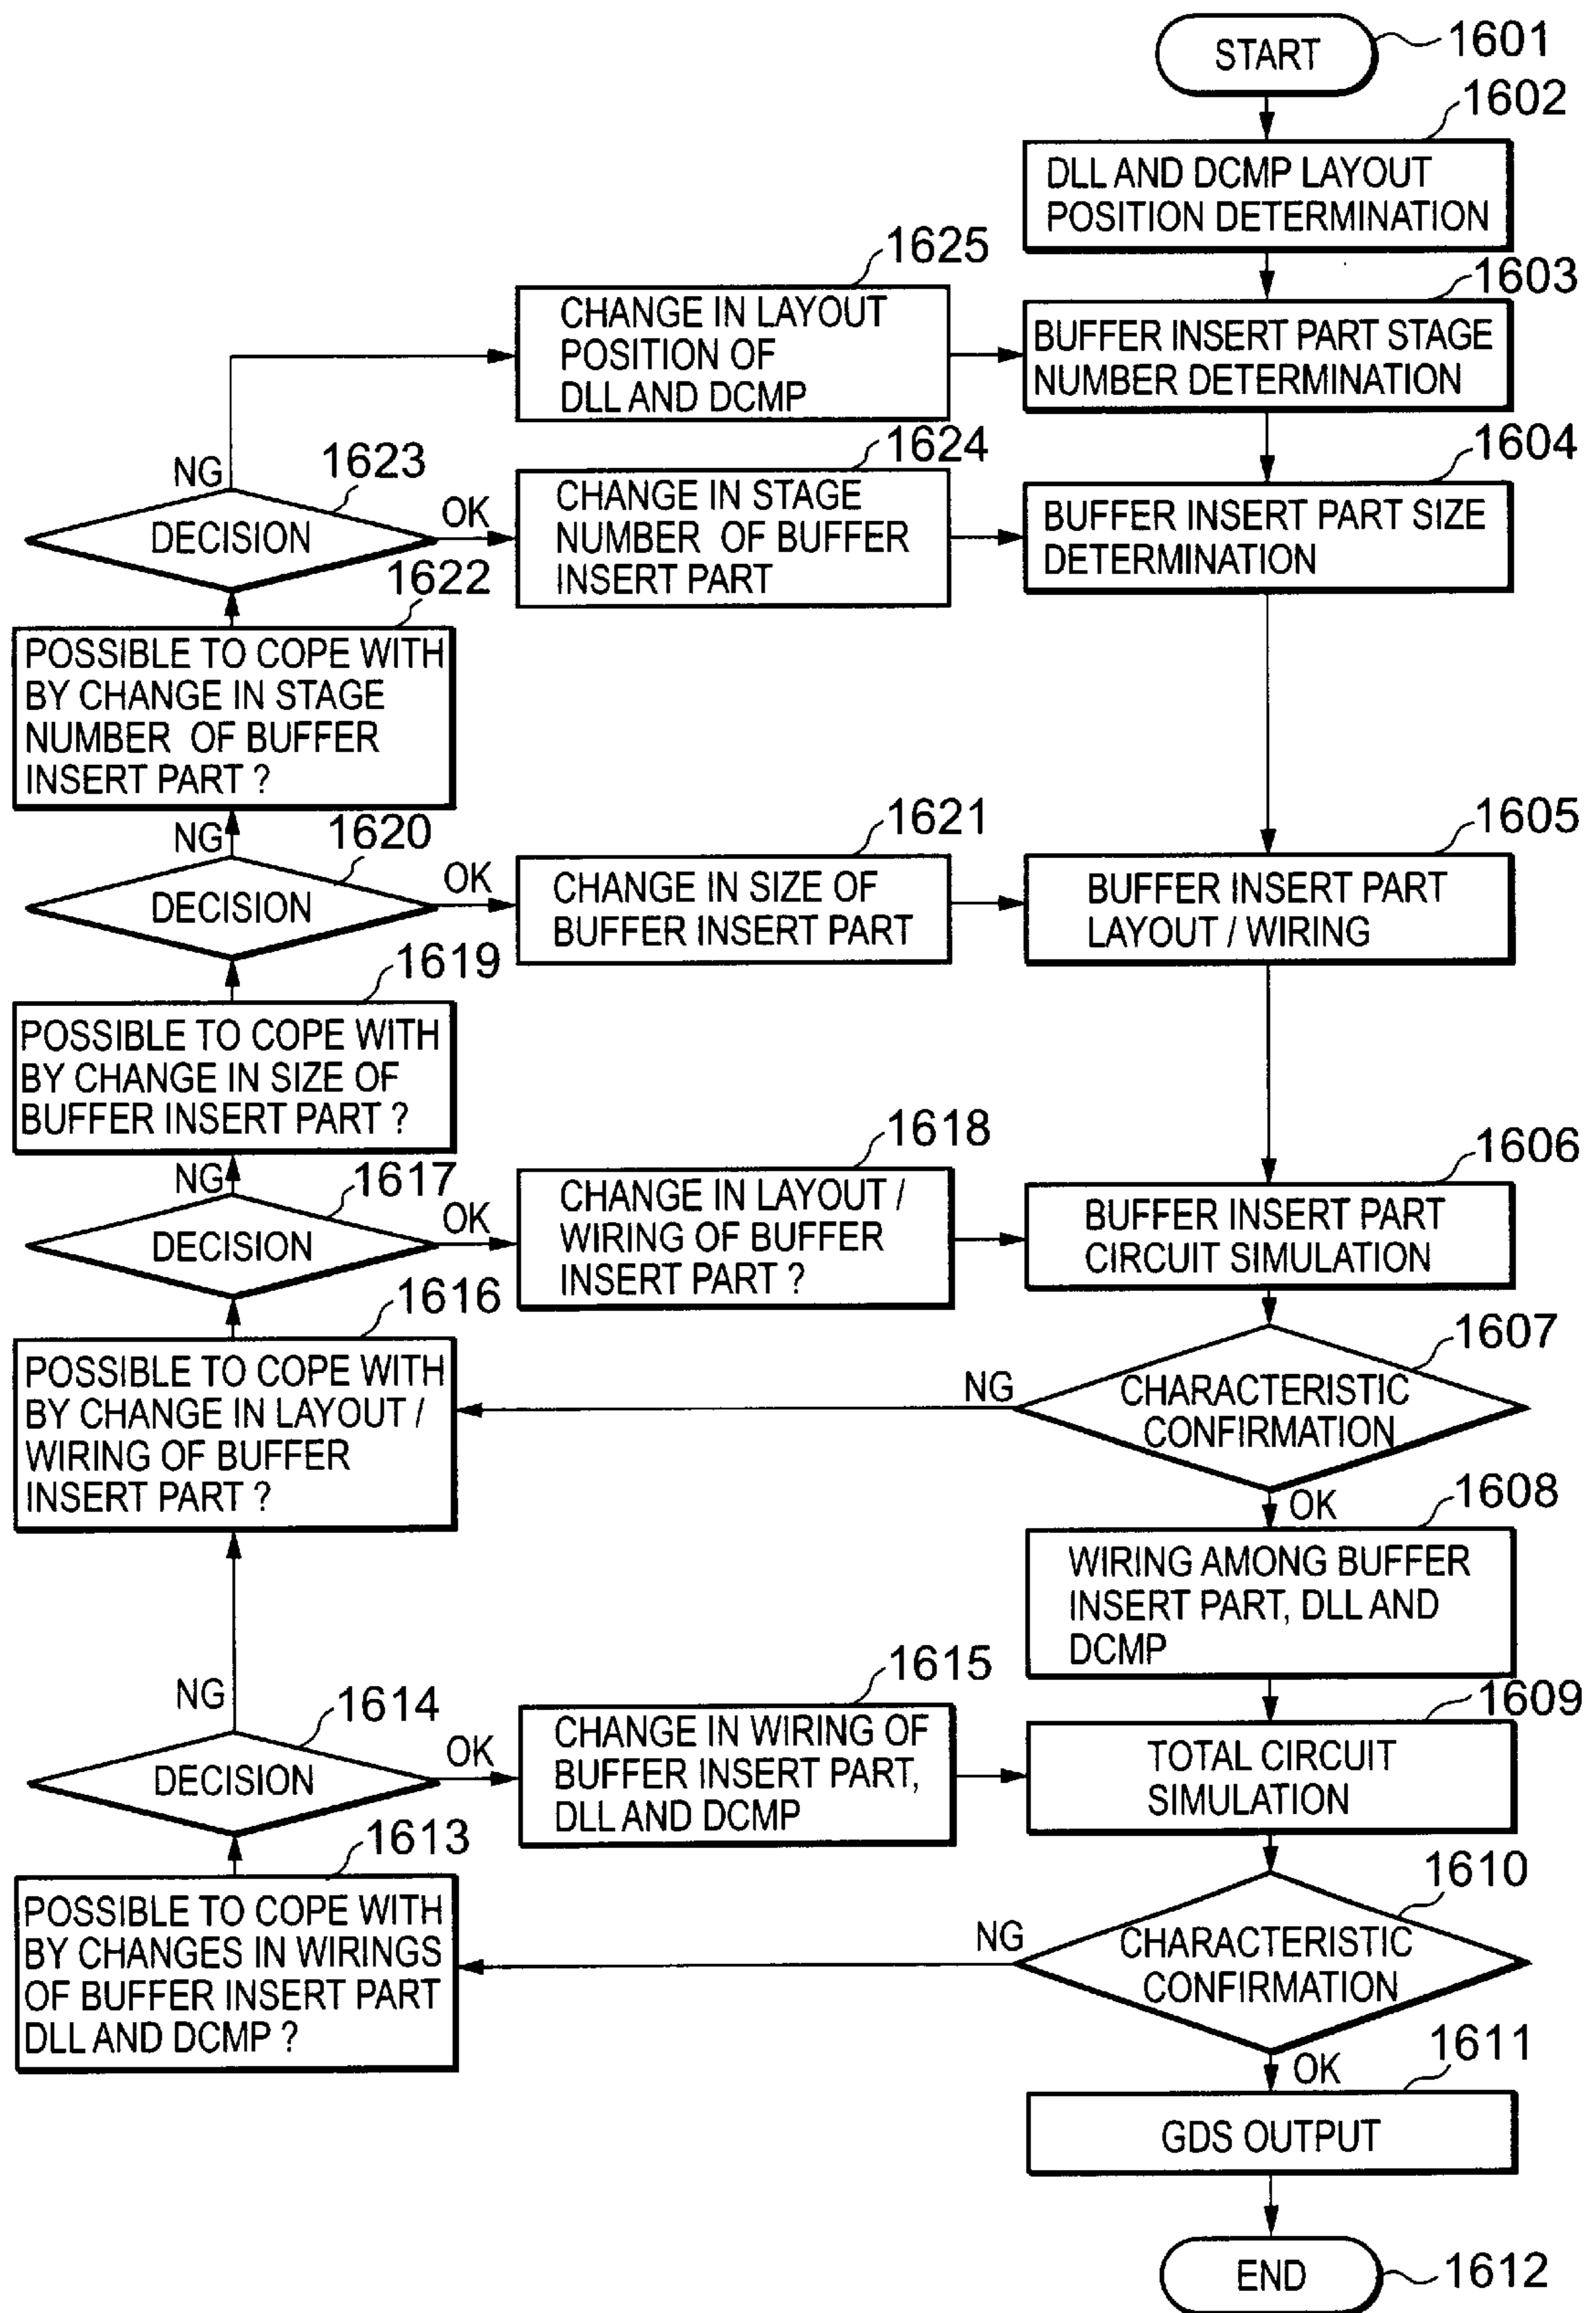 START
1601
1602
DLL AND DCMP LAYOUT
POSITION DETERMINATION
1625
CHANGE IN LAYOUT
POSITION OF
DLL AND DCMP
1603
BUFFER INSERT PART STAGE
NUMBER DETERMINATION
NG
1623
DECISION
OK
1624
CHANGE IN STAGE
NUMBER OF BUFFER
INSERT PART
1604
BUFFER INSERT PART SIZE
DETERMINATION
1622
POSSIBLE TO COPE WITH
BY CHANGE IN STAGE
NUMBER OF BUFFER
INSERT PART ?
NG
1620
DECISION
OK
1621
CHANGE IN SIZE OF
BUFFER INSERT PART
1605
BUFFER INSERT PART
LAYOUT / WIRING
1619
POSSIBLE TO COPE WITH
BY CHANGE IN SIZE OF
BUFFER INSERT PART ?
NG
1617
DECISION
OK
1618
CHANGE IN LAYOUT /
WIRING OF BUFFER
INSERT PART ?
1606
BUFFER INSERT PART
CIRCUIT SIMULATION
1616
POSSIBLE TO COPE WITH
BY CHANGE IN LAYOUT /
WIRING OF BUFFER
INSERT PART ?
NG
1607
CHARACTERISTIC
CONFIRMATION
OK
1608
WIRING AMONG BUFFER
INSERT PART, DLL AND
DCMP
NG
1614
DECISION
OK
1615
CHANGE IN WIRING OF
BUFFER INSERT PART,
DLL AND DCMP
1609
TOTAL CIRCUIT
SIMULATION
1613
POSSIBLE TO COPE WITH
BY CHANGES IN WIRINGS
OF BUFFER INSERT PART
DLL AND DCMP ?
NG
1610
CHARACTERISTIC
CONFIRMATION
OK
1611
GDS OUTPUT
END
1612